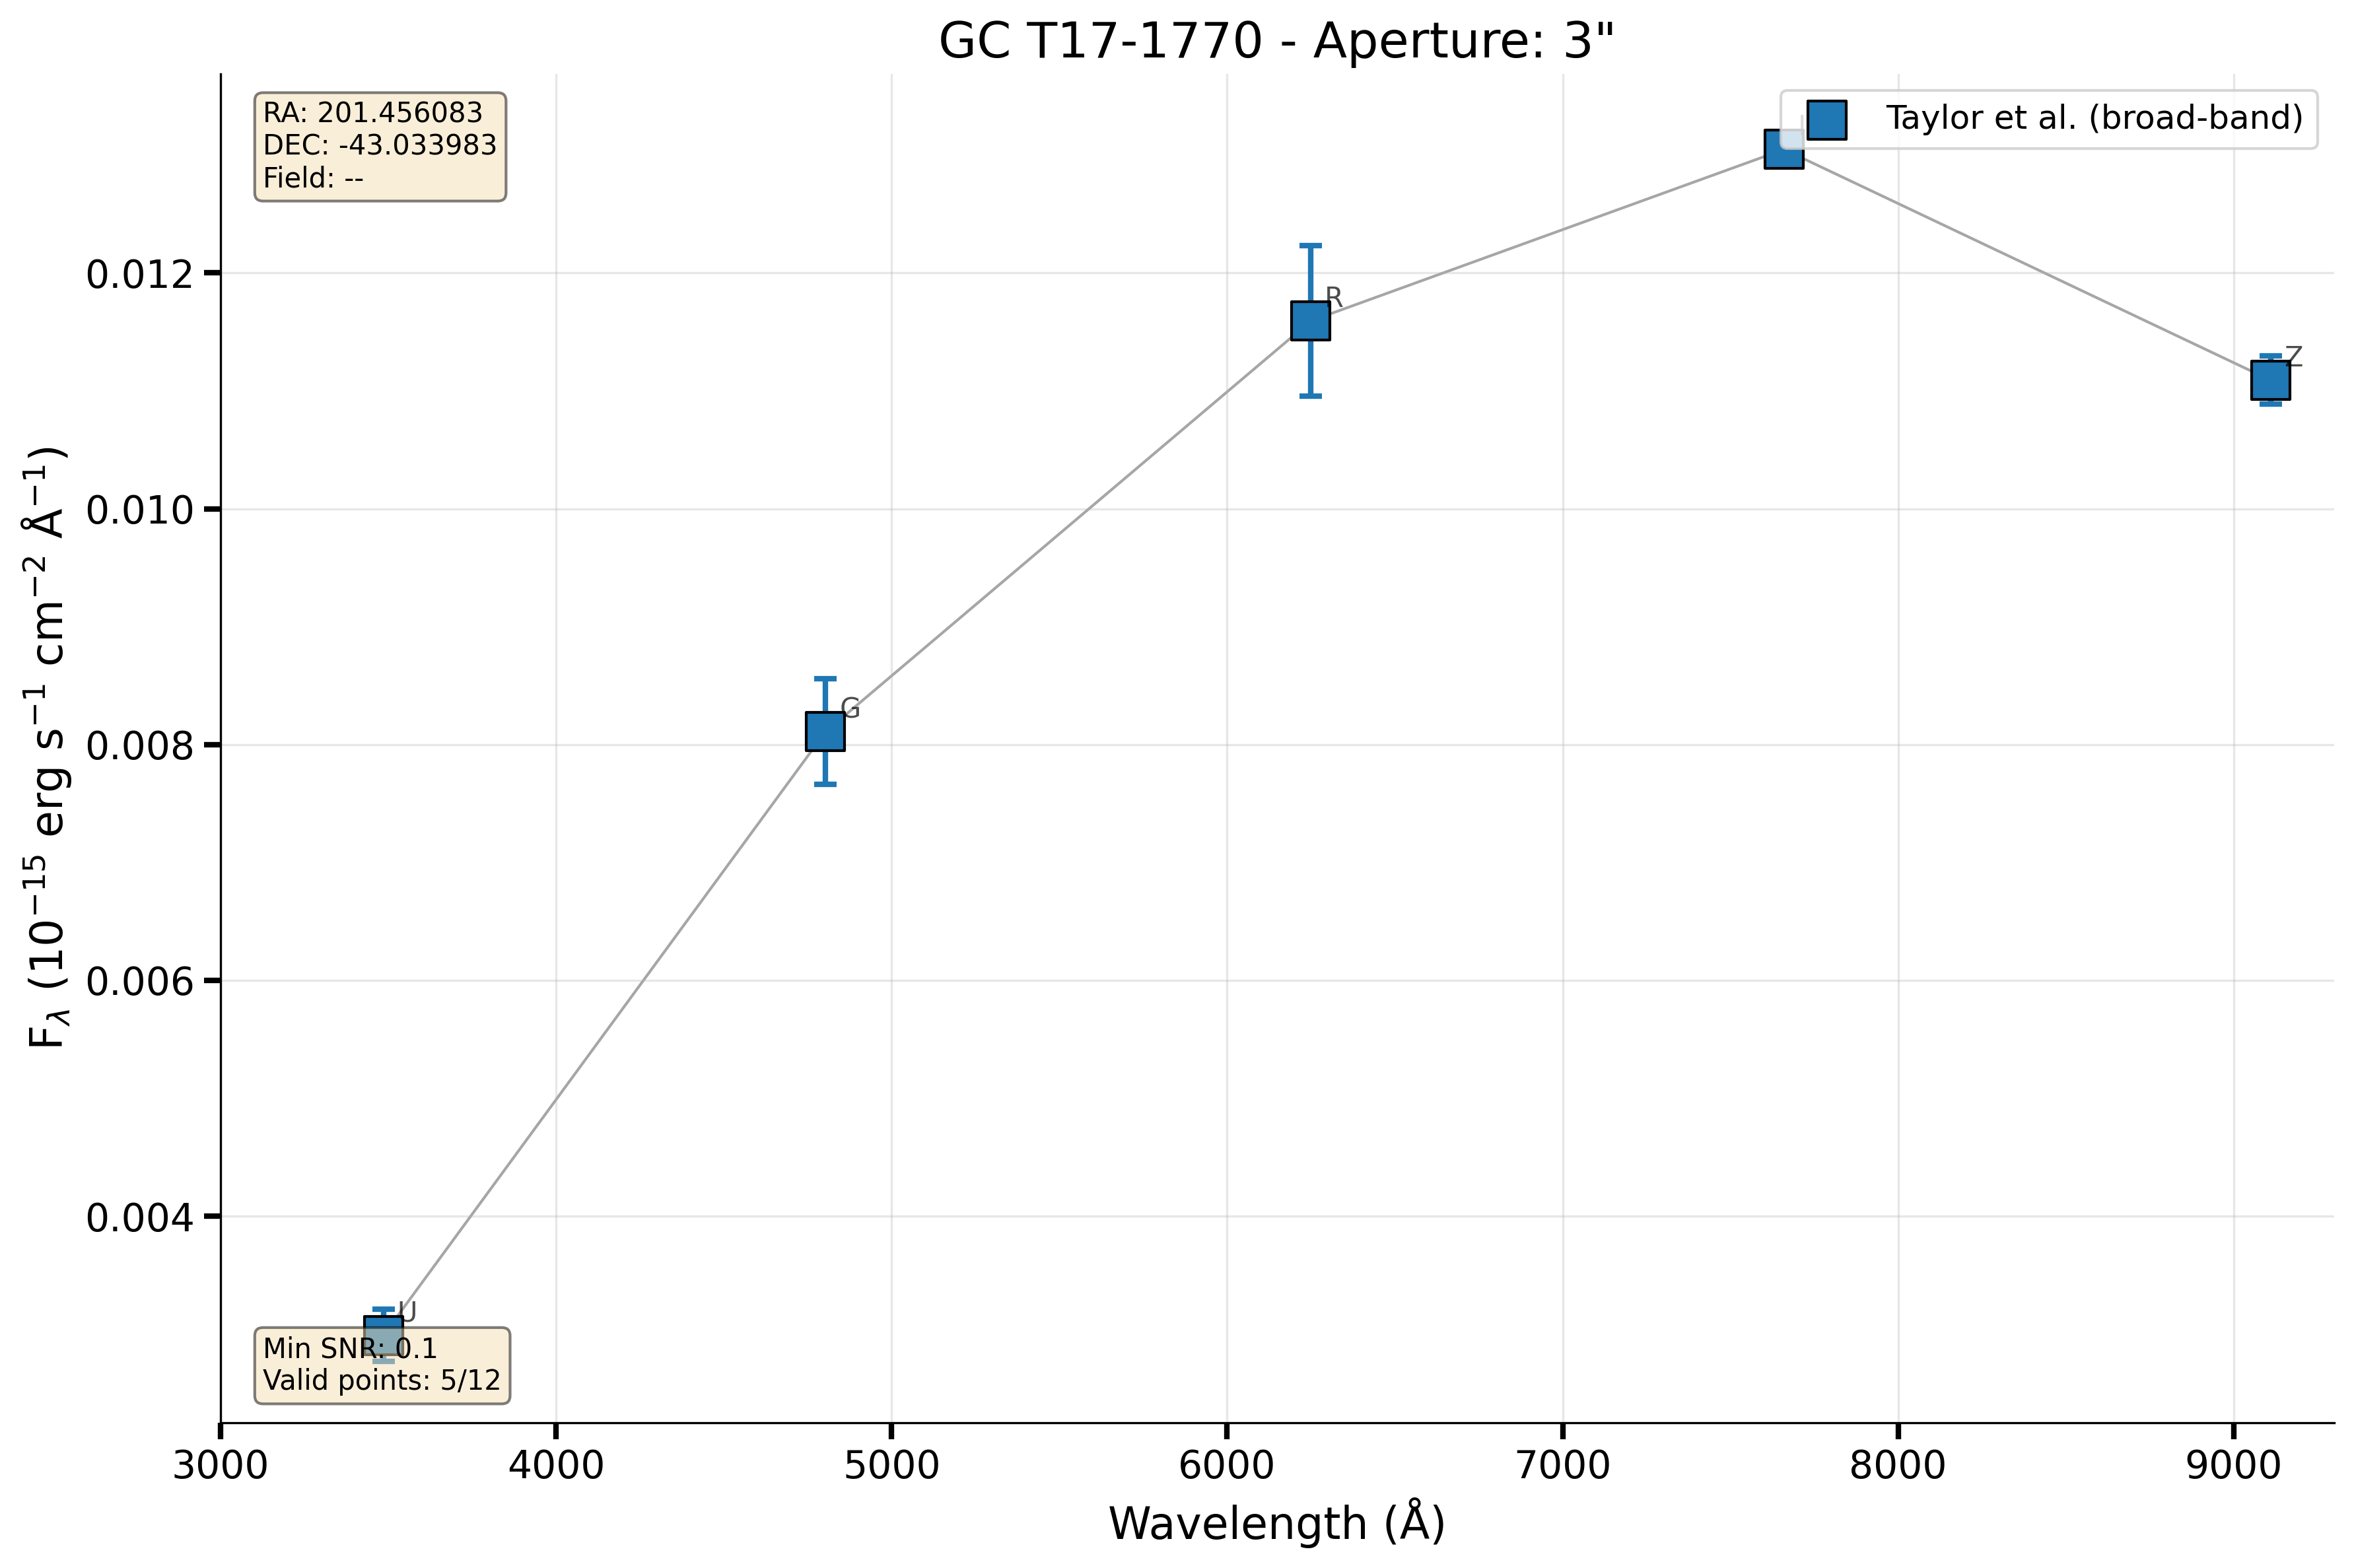 GC T17-1770 - Aperture: 3"
RA: 201.456083
DEC: -43.033983
Field: --
Taylor et al. (broad-band)
I
R
Z
G
U
Min SNR: 0.1
Valid points: 5/12
0.012
0.010
0.008
0.006
0.004
F_λ (10⁻¹⁵ erg s⁻¹ cm⁻² Å⁻¹)
3000 4000 5000 6000 7000 8000 9000
Wavelength (Å)